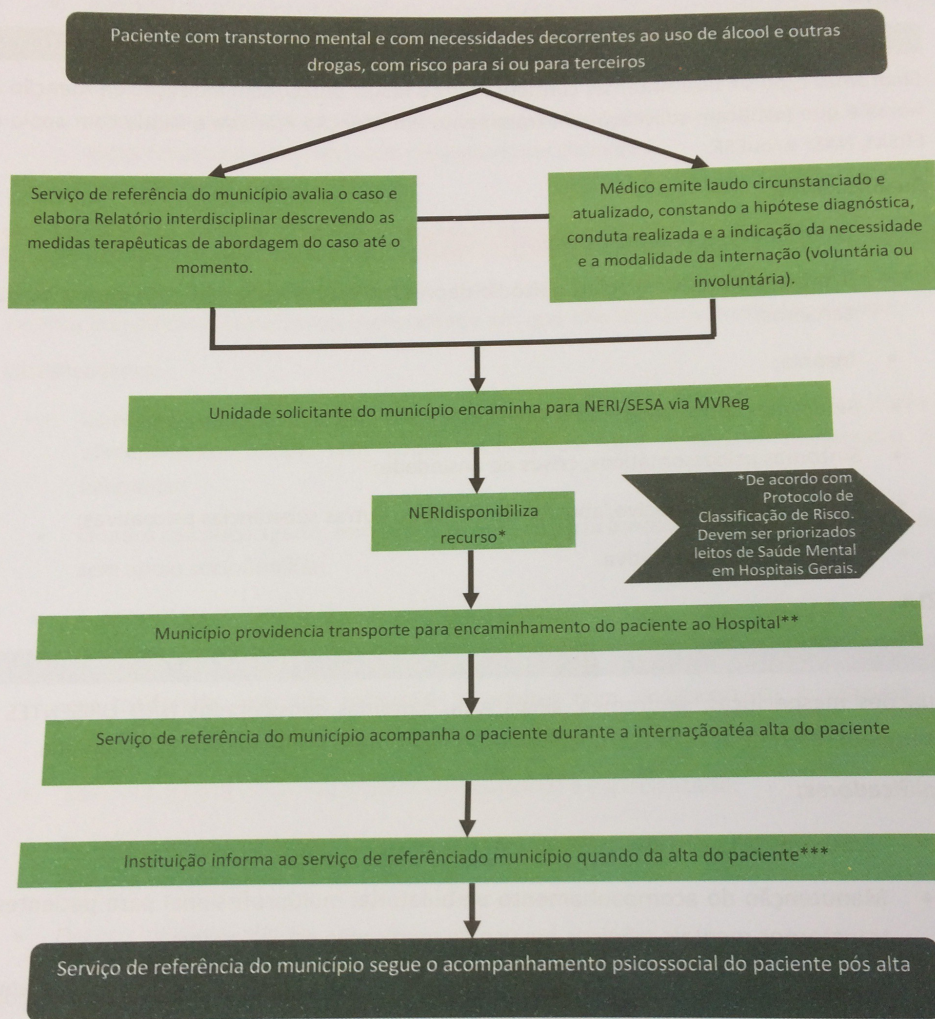 Paciente com transtorno mental e com necessidades decorrentes ao uso de álcool e outras
drogas, com risco para si ou para terceiros
Serviço de referência do município avalia o caso e
elabora Relatório interdisciplinar descrevendo as
medidas terapêuticas de abordagem do caso até o
momento.
Médico emite laudo circunstanciado e
atualizado, constando a hipótese diagnóstica,
conduta realizada e a indicação da necessidade
e a modalidade da internação (voluntária ou
involuntária).
Unidade solicitante do município encaminha para NERI/SESA via MVReg
NERIdisponibiliza
recurso*
*De acordo com
Protocolo de
Classificação de Risco.
Devem ser priorizados
leitos de Saúde Mental
em Hospitais Gerais.
Município providencia transporte para encaminhamento do paciente ao Hospital**
Serviço de referência do município acompanha o paciente durante a internaçãoatéa alta do paciente
Instituição informa ao serviço de referênciado município quando da alta do paciente***
Serviço de referência do município segue o acompanhamento psicossocial do paciente pós alta